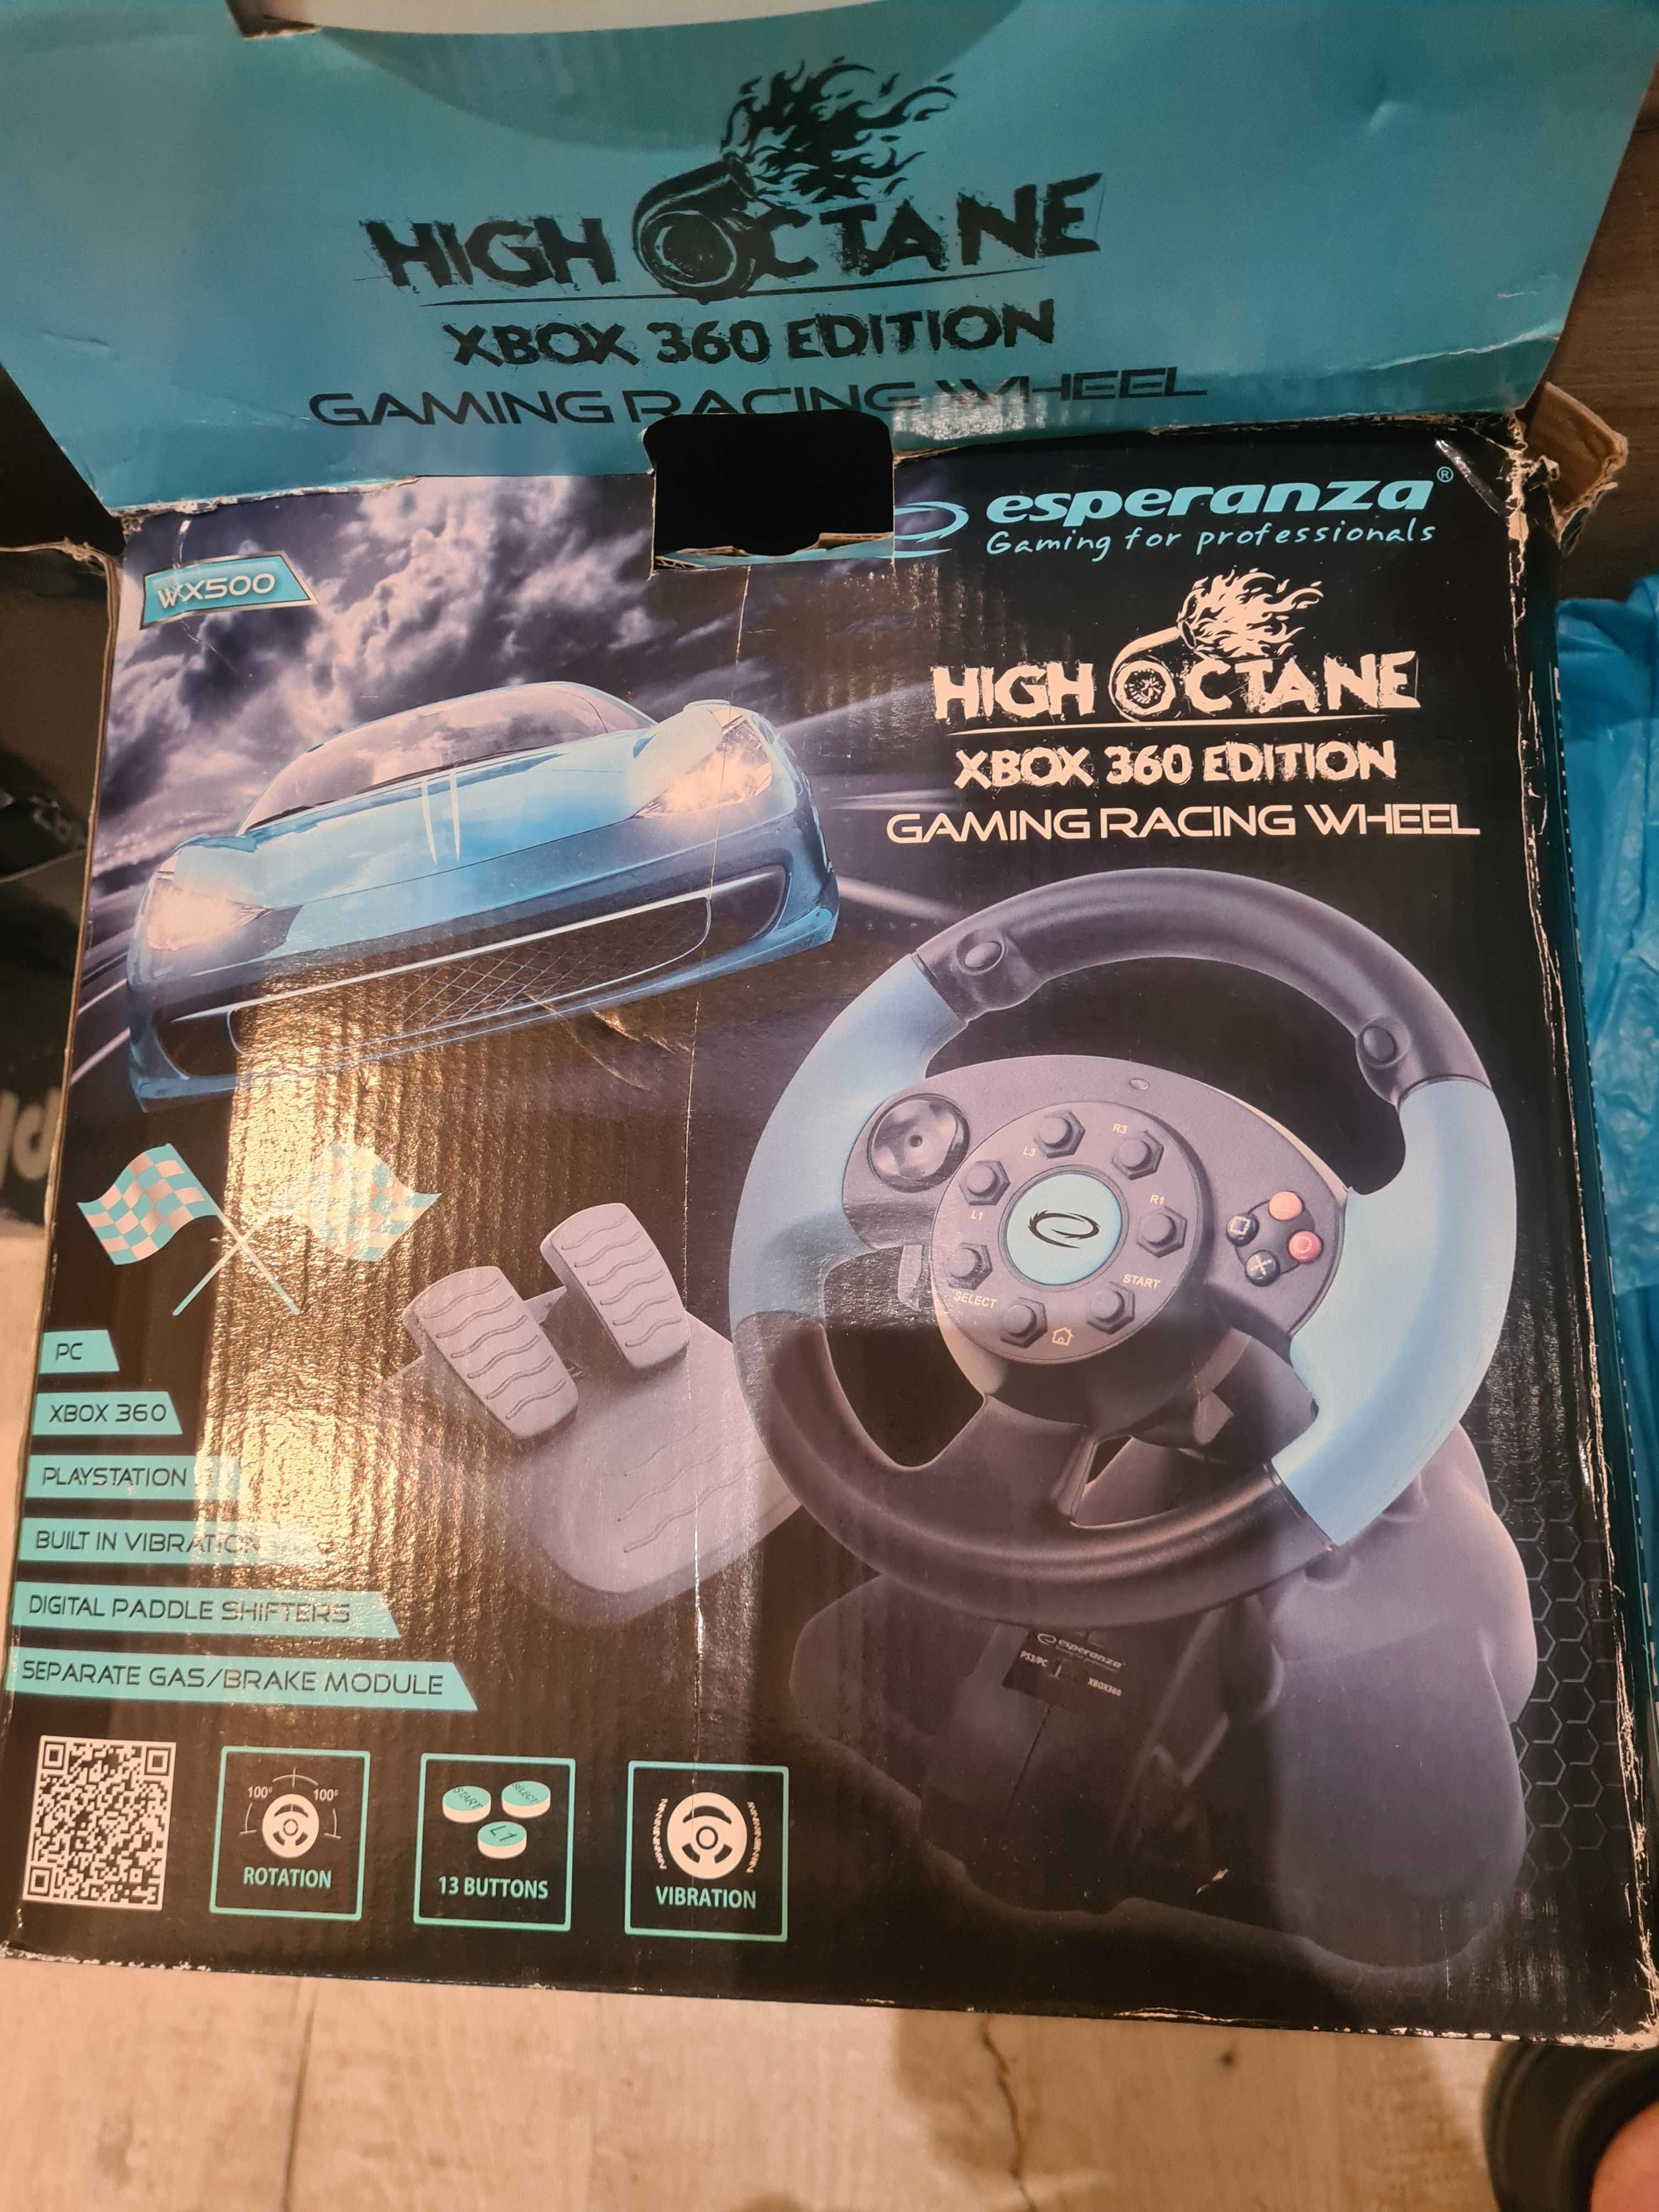 HIGH OCTANE
XBOX 360 EDITION
GAMING RACING WHEEL
esperanza®
Gaming for professionals
WX500
HIGH OCTANE
XBOX 360 EDITION
GAMING RACING WHEEL
R3
L3
R1
L1
START
SELECT
PC
XBOX 360
PLAYSTATION
BUILT IN VIBRATION
DIGITAL PADDLE SHIFTERS
SEPARATE GAS/BRAKE MODULE
esperanza
PS3/PC
XBOX360
100° 100°
ROTATION
START
SELECT
L1
13 BUTTONS
VIBRATION